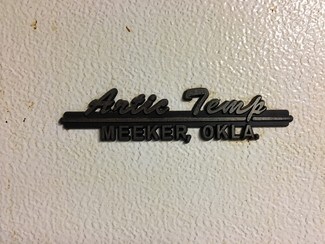 Artic Temp
MEEKER, OKLA.